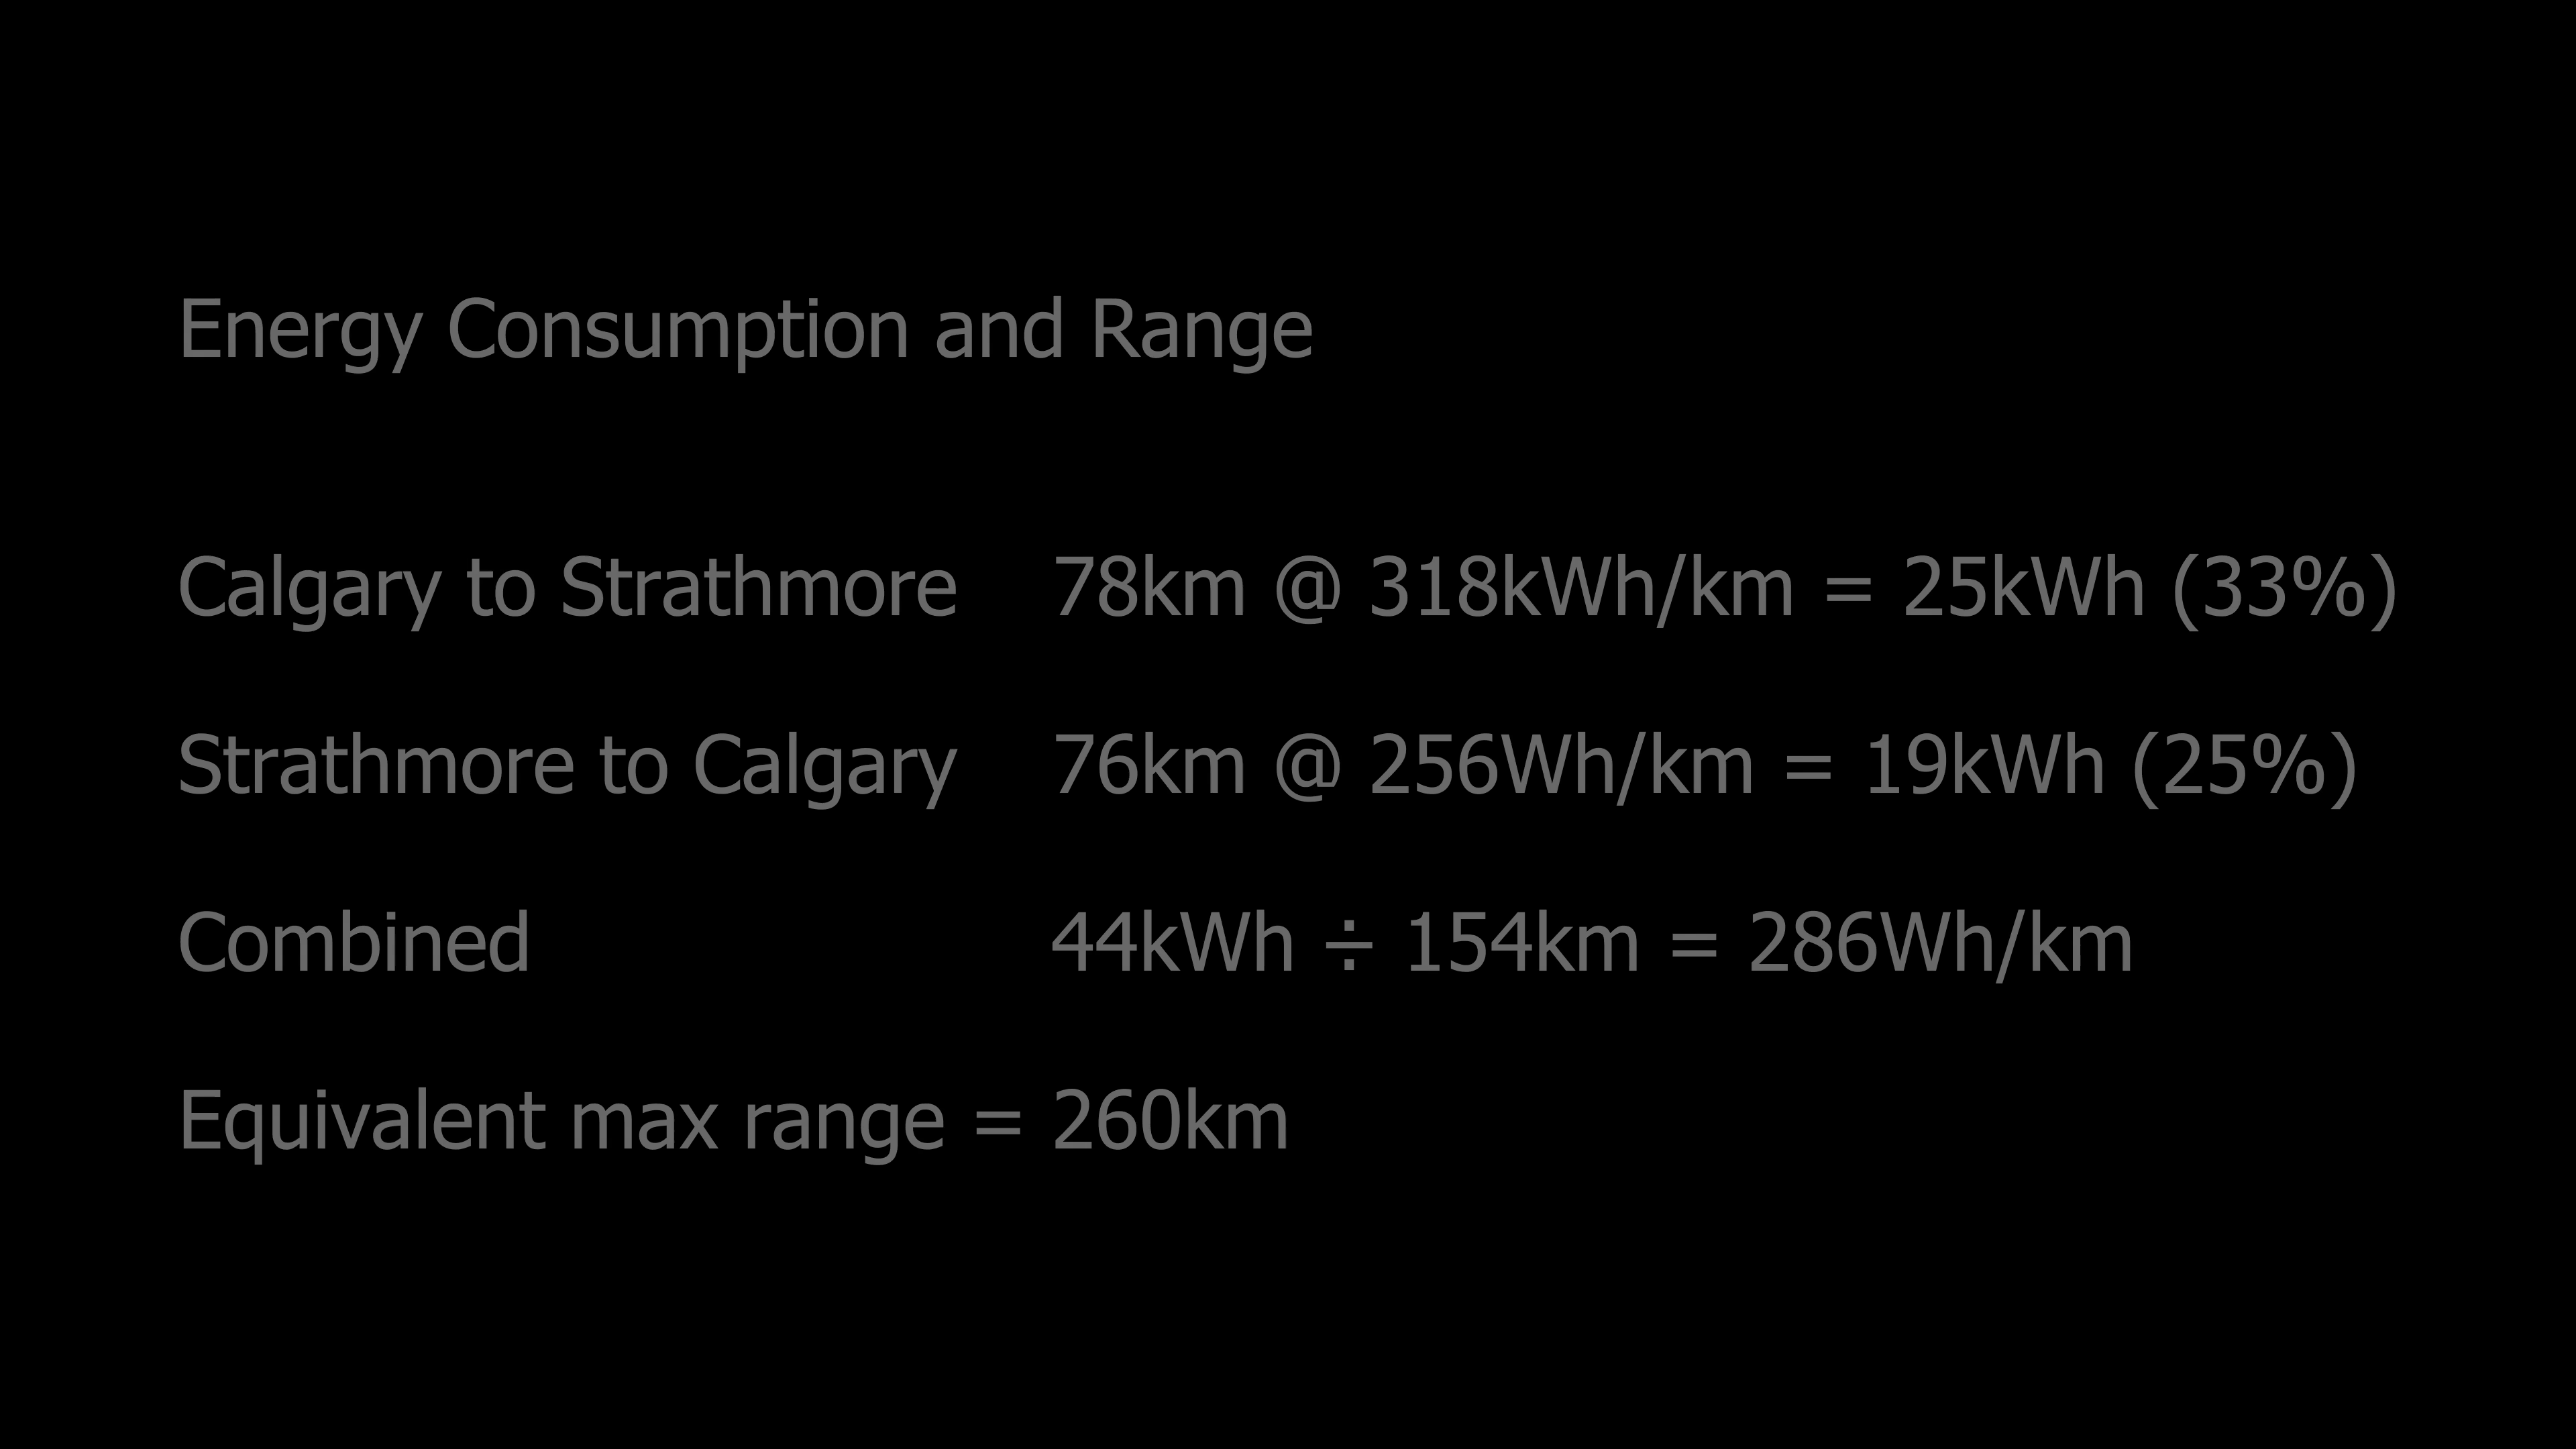 Energy Consumption and Range
Calgary to Strathmore 78km @ 318kWh/km = 25kWh (33%)
Strathmore to Calgary 76km @ 256Wh/km = 19kWh (25%)
Combined 44kWh ÷ 154km = 286Wh/km
Equivalent max range = 260km